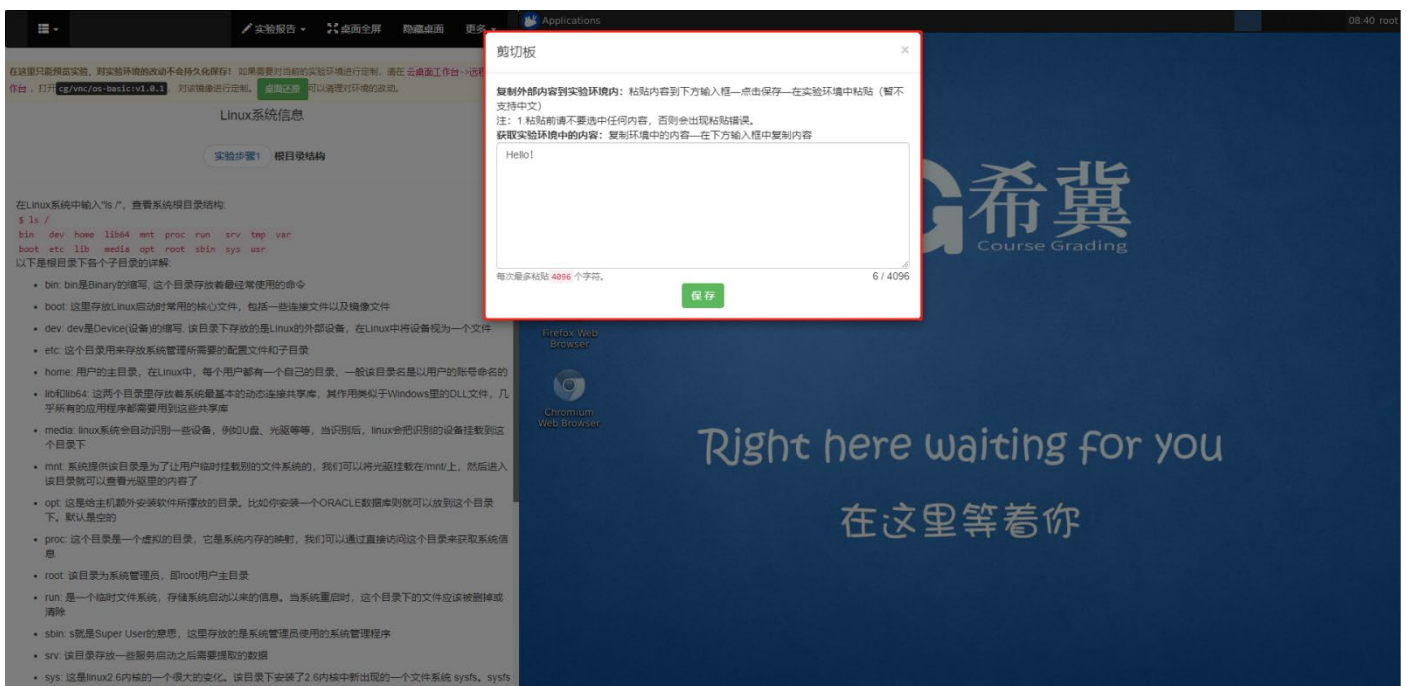 实验报告
桌面全屏
隐藏桌面
更多
Applications
08:40 root
在这里只能预览实验，对实验环境的改动不会持久化保存！如果需要对当前的实验环境进行定制，请在 云桌面工作台->远程
作台，打开 cg/vnc/os-basic:v1.0.1，对该镜像进行定制。 桌面还原 可以清理对环境的改动。
Linux系统信息
实验步骤1 根目录结构
在Linux系统中输入"ls /"，查看系统根目录结构:
$ ls /
bin dev home lib64 mnt proc run srv tmp var
boot etc lib media opt root sbin sys usr
以下是根目录下各个子目录的详解:
• bin: bin是Binary的缩写, 这个目录存放着最经常使用的命令
• boot: 这里存放Linux启动时常用的核心文件，包括一些连接文件以及镜像文件
• dev: dev是Device(设备)的缩写, 该目录下存放的是Linux的外部设备，在Linux中将设备视为一个文件
• etc: 这个目录用来存放系统管理所需要的配置文件和子目录
• home: 用户的主目录，在Linux中，每个用户都有一个自己的目录，一般该目录名是以用户的账号命名的
• lib和lib64: 这两个目录里存放着系统最基本的动态连接共享库，其作用类似于Windows里的DLL文件，几
乎所有的应用程序都需要用到这些共享库
• media: linux系统会自动识别一些设备，例如U盘、光驱等等，当识别后，linux会把识别的设备挂载到这
个目录下
• mnt: 系统提供该目录是为了让用户临时挂载别的文件系统的，我们可以将光驱挂载在/mnt/上，然后进入
该目录就可以查看光驱里的内容了
• opt: 这是给主机额外安装软件所摆放的目录。比如你安装一个ORACLE数据库则就可以放到这个目录
下。默认是空的
• proc: 这个目录是一个虚拟的目录，它是系统内存的映射，我们可以通过直接访问这个目录来获取系统信
息
• root: 该目录为系统管理员，即root用户主目录
• run: 是一个临时文件系统，存储系统启动以来的信息。当系统重启时，这个目录下的文件应该被删掉或
清除
• sbin: s就是Super User的意思，这里存放的是系统管理员使用的系统管理程序
• srv: 该目录存放一些服务启动之后需要提取的数据
• sys: 这是linux2.6内核的一个很大的变化。该目录下安装了2.6内核中新出现的一个文件系统 sysfs。sysfs
剪切板
×
复制外部内容到实验环境内：粘贴内容到下方输入框—点击保存—在实验环境中粘贴（暂不
支持中文）
注：1.粘贴前请不要选中任何内容，否则会出现粘贴错误。
获取实验环境中的内容：复制环境中的内容—在下方输入框中复制内容
Hello!
每次最多粘贴 4096 个字符。
6 / 4096
保存
希冀
Course Grading
Firefox Web
Browser
Chromium
Web Browser
Right here waiting for you
在这里等着你